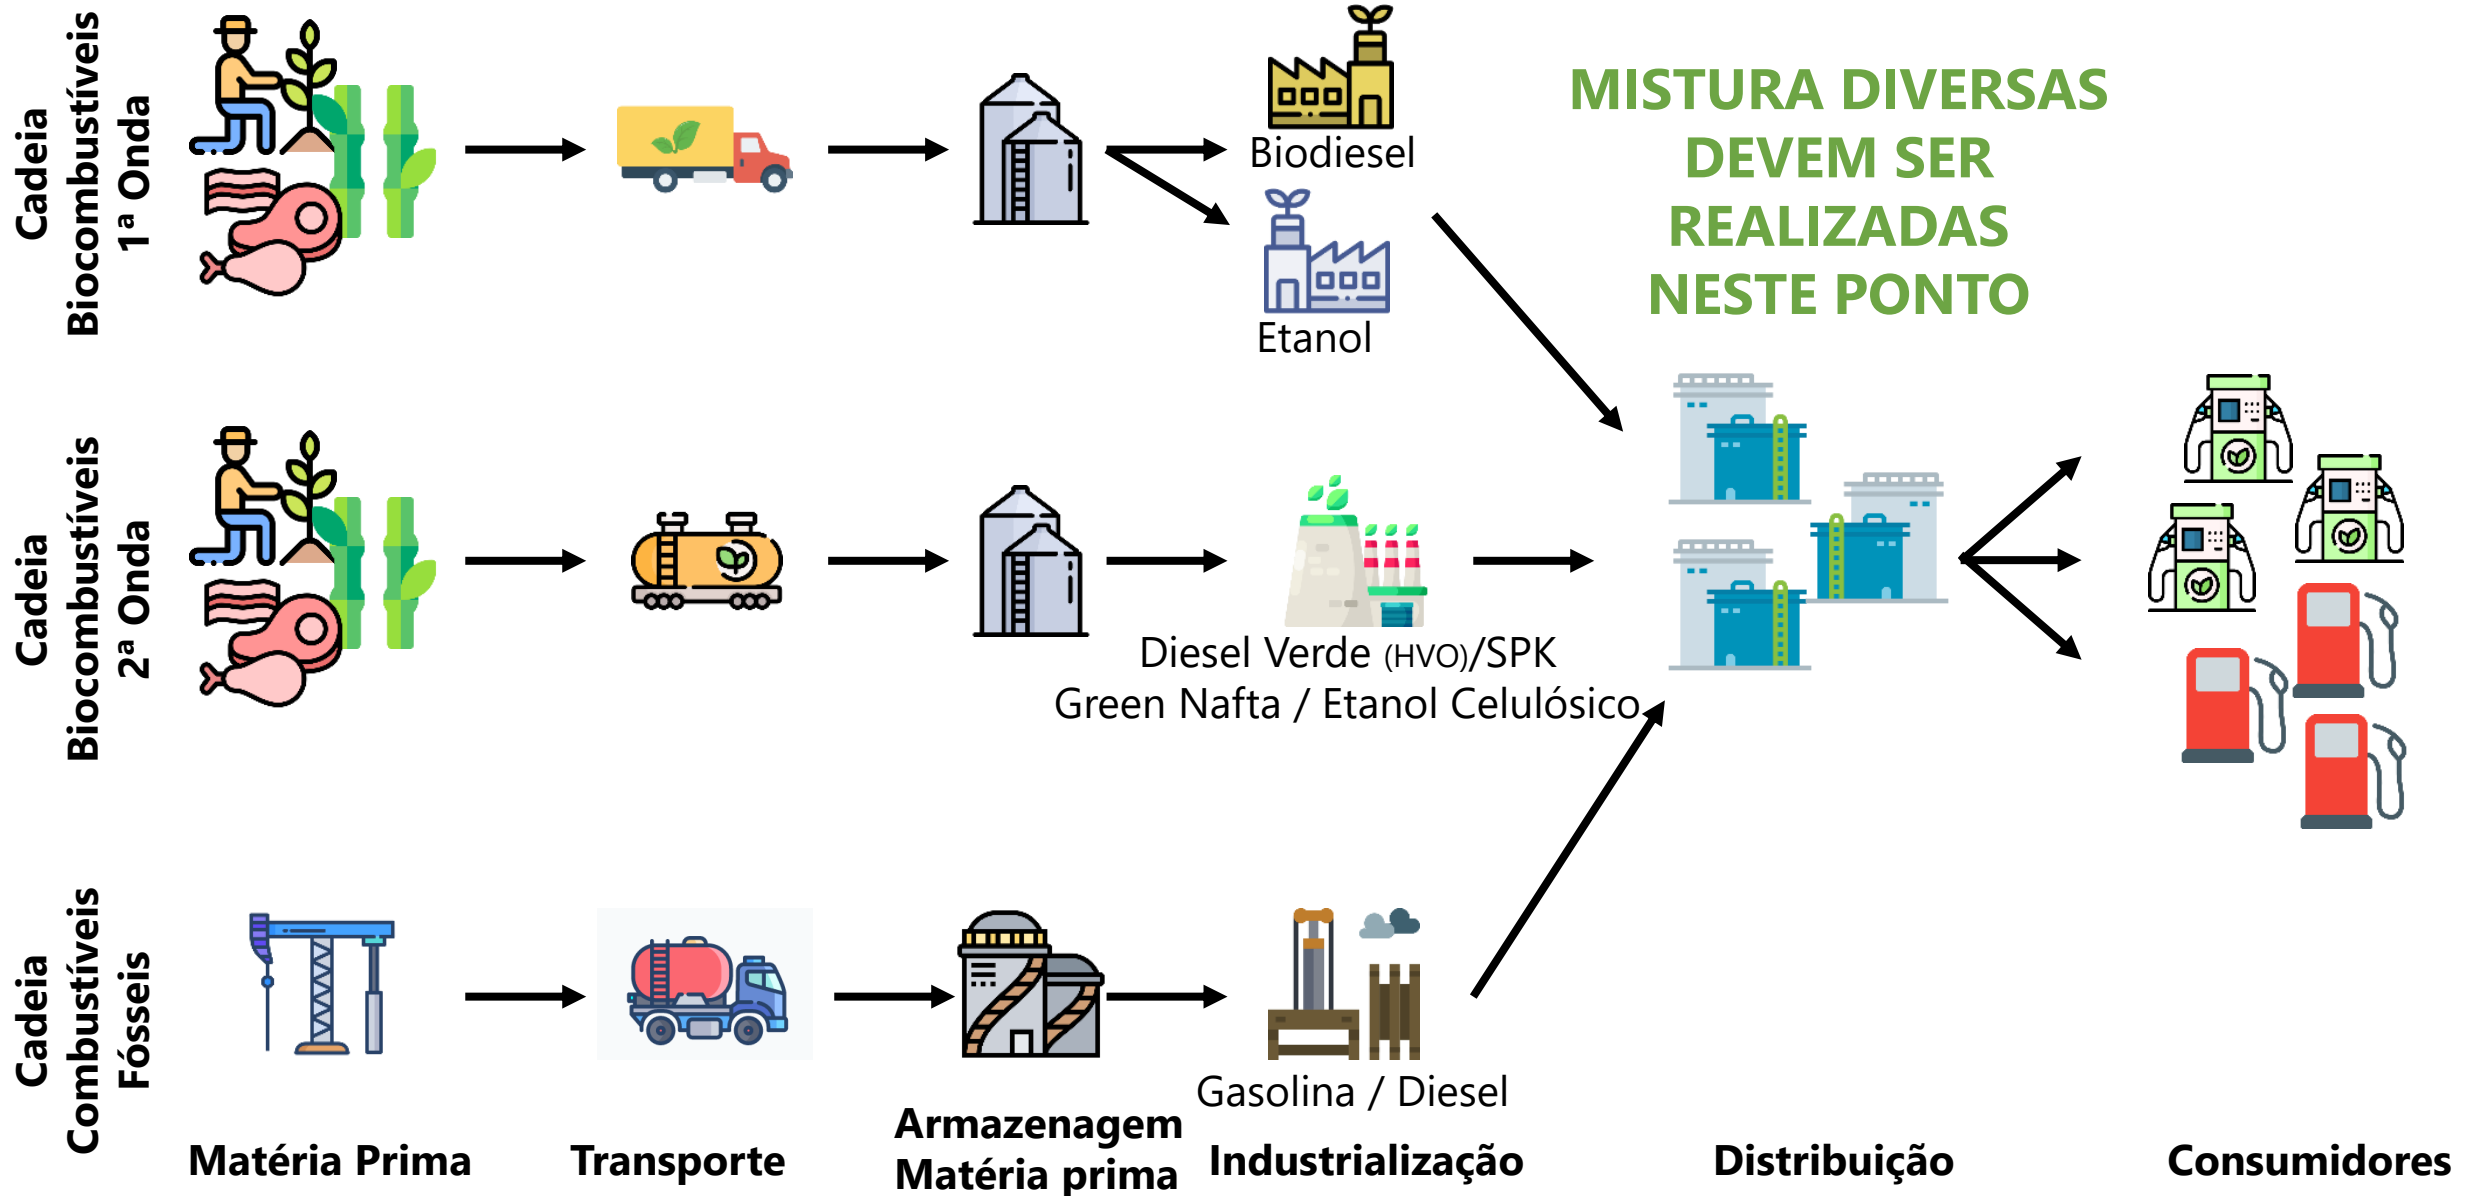 Cadeia
Biocombustíveis
1ª Onda
Biodiesel
Etanol
MISTURA DIVERSAS
DEVEM SER
REALIZADAS
NESTE PONTO
Cadeia
Biocombustíveis
2ª Onda
Diesel Verde (HVO)/SPK
Green Nafta / Etanol Celulósico
Cadeia
Combustíveis
Fósseis
Gasolina / Diesel
Matéria Prima
Transporte
Armazenagem
Matéria prima
Industrialização
Distribuição
Consumidores